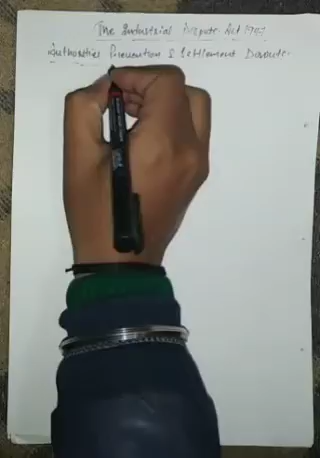 The Industrial Dispute Act 1947
Authorities Prevention & Settlement Dispute